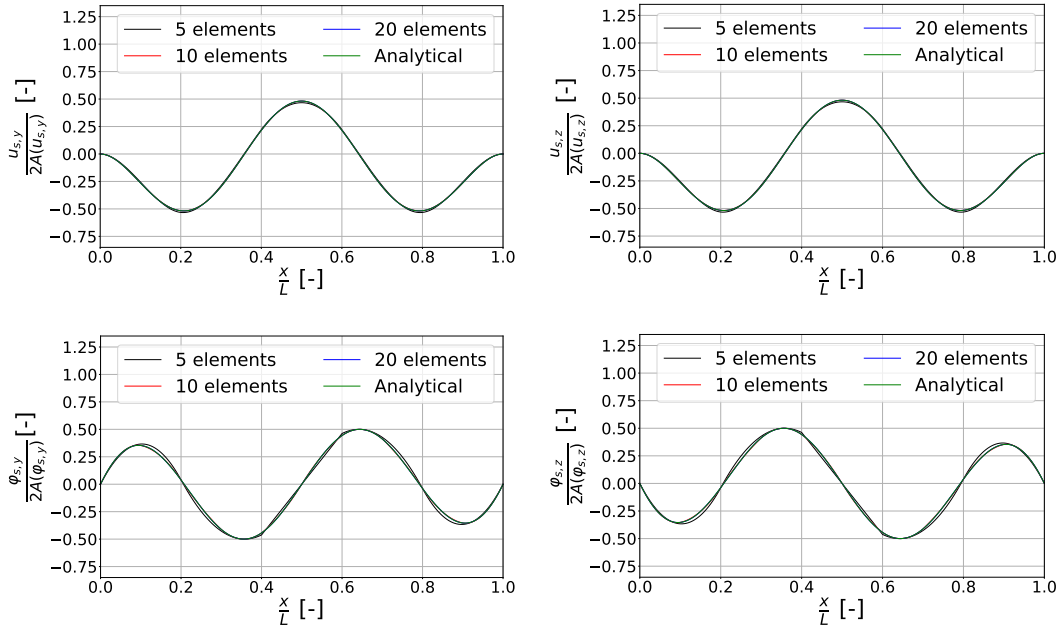 5 elements 20 elements
10 elements Analytical
1.25
1.00
0.75
0.50
0.25
0.00
−0.25
−0.50
−0.75
0.0 0.2 0.4 0.6 0.8 1.0
u_{s,y} / 2A(u_{s,y}) [-]
x / L [-]
5 elements 20 elements
10 elements Analytical
1.25
1.00
0.75
0.50
0.25
0.00
−0.25
−0.50
−0.75
0.0 0.2 0.4 0.6 0.8 1.0
u_{s,z} / 2A(u_{s,z}) [-]
x / L [-]
5 elements 20 elements
10 elements Analytical
1.25
1.00
0.75
0.50
0.25
0.00
−0.25
−0.50
−0.75
0.0 0.2 0.4 0.6 0.8 1.0
φ_{s,y} / 2A(φ_{s,y}) [-]
x / L [-]
5 elements 20 elements
10 elements Analytical
1.25
1.00
0.75
0.50
0.25
0.00
−0.25
−0.50
−0.75
0.0 0.2 0.4 0.6 0.8 1.0
φ_{s,z} / 2A(φ_{s,z}) [-]
x / L [-]